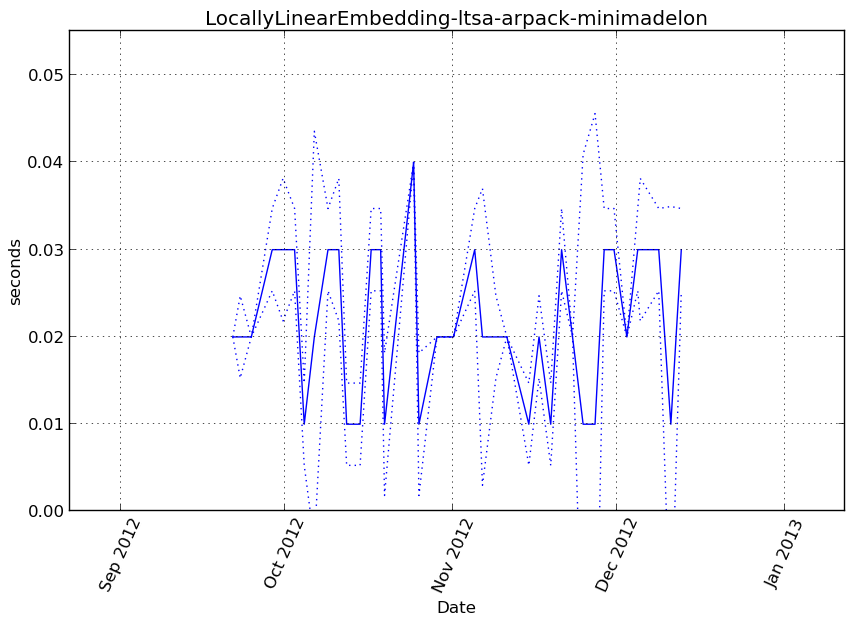 LocallyLinearEmbedding-ltsa-arpack-minimadelon
0.05
0.04
0.03
0.02
0.01
0.00
seconds
Sep 2012
Oct 2012
Nov 2012
Dec 2012
Jan 2013
Date